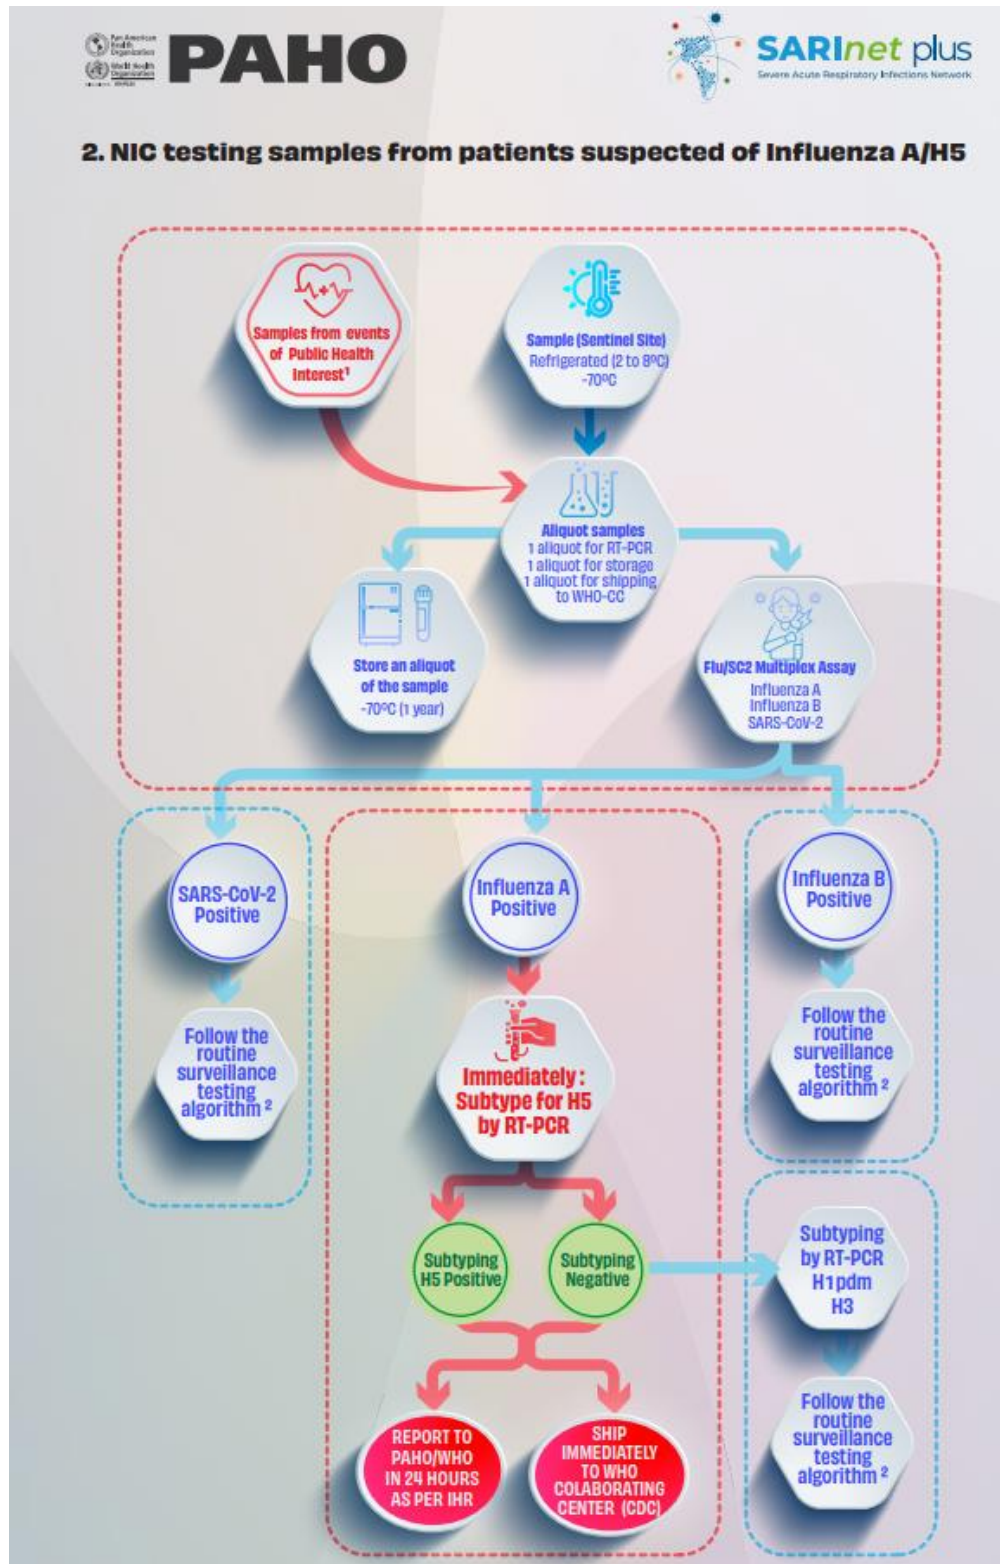 Pan American
Health
Organization
World Health
Organization
PAHO
SARInet plus
Severe Acute Respiratory Infections Network
2. NIC testing samples from patients suspected of Influenza A/H5
Samples from events
of Public Health
Interest¹
Sample (Sentinel Site)
Refrigerated (2 to 8ºC)
-70ºC
Aliquot samples
1 aliquot for RT-PCR
1 aliquot for storage
1 aliquot for shipping
to WHO-CC
Store an aliquot
of the sample
-70ºC (1 year)
Flu/SC2 Multiplex Assay
Influenza A
Influenza B
SARS-CoV-2
SARS-CoV-2
Positive
Influenza A
Positive
Influenza B
Positive
Follow the
routine
surveillance
testing
algorithm ²
Immediately :
Subtype for H5
by RT-PCR
Follow the
routine
surveillance
testing
algorithm ²
Subtyping
H5 Positive
Subtyping
Negative
Subtyping
by RT-PCR
H1pdm
H3
REPORT TO
PAHO/WHO
IN 24 HOURS
AS PER IHR
SHIP
IMMEDIATELY
TO WHO
COLABORATING
CENTER (CDC)
Follow the
routine
surveillance
testing
algorithm ²